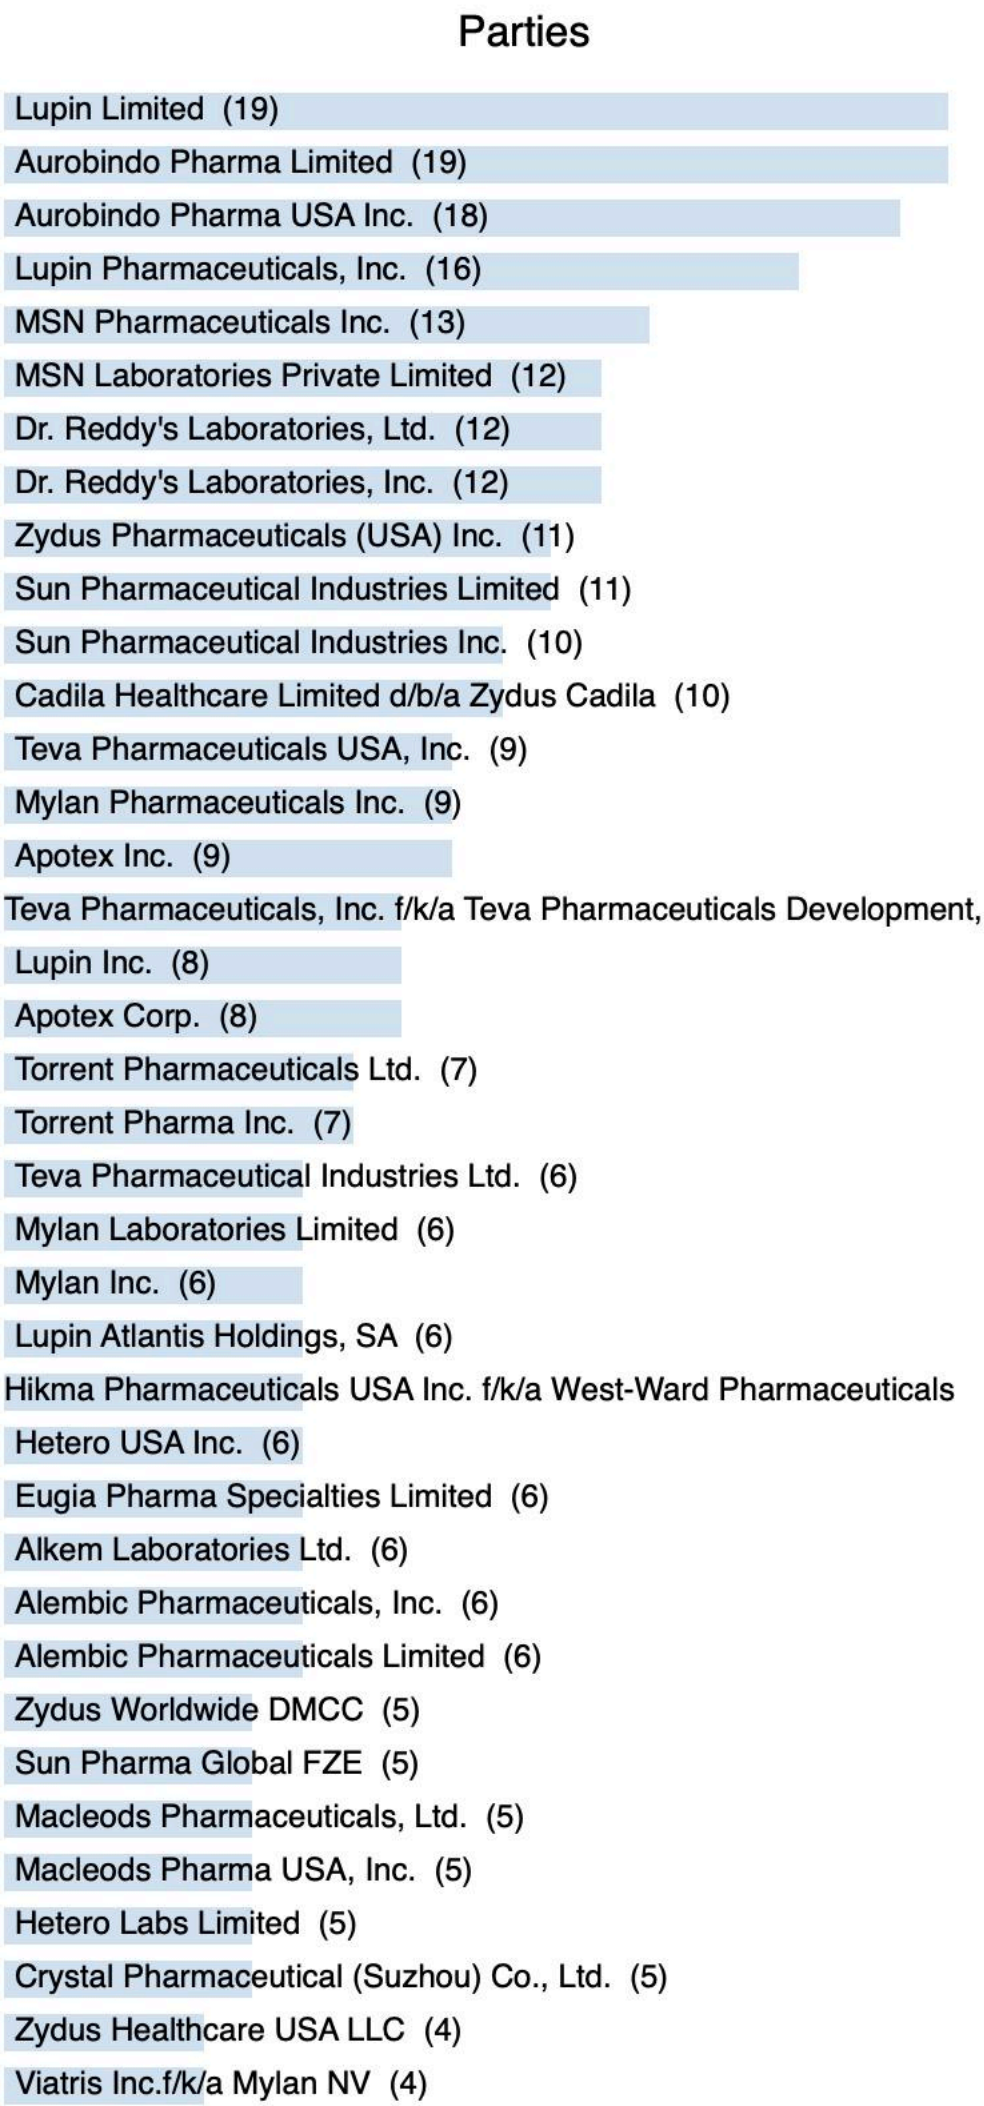 Parties
Lupin Limited (19)
Aurobindo Pharma Limited (19)
Aurobindo Pharma USA Inc. (18)
Lupin Pharmaceuticals, Inc. (16)
MSN Pharmaceuticals Inc. (13)
MSN Laboratories Private Limited (12)
Dr. Reddy's Laboratories, Ltd. (12)
Dr. Reddy's Laboratories, Inc. (12)
Zydus Pharmaceuticals (USA) Inc. (11)
Sun Pharmaceutical Industries Limited (11)
Sun Pharmaceutical Industries Inc. (10)
Cadila Healthcare Limited d/b/a Zydus Cadila (10)
Teva Pharmaceuticals USA, Inc. (9)
Mylan Pharmaceuticals Inc. (9)
Apotex Inc. (9)
Teva Pharmaceuticals, Inc. f/k/a Teva Pharmaceuticals Development,
Lupin Inc. (8)
Apotex Corp. (8)
Torrent Pharmaceuticals Ltd. (7)
Torrent Pharma Inc. (7)
Teva Pharmaceutical Industries Ltd. (6)
Mylan Laboratories Limited (6)
Mylan Inc. (6)
Lupin Atlantis Holdings, SA (6)
Hikma Pharmaceuticals USA Inc. f/k/a West-Ward Pharmaceuticals
Hetero USA Inc. (6)
Eugia Pharma Specialties Limited (6)
Alkem Laboratories Ltd. (6)
Alembic Pharmaceuticals, Inc. (6)
Alembic Pharmaceuticals Limited (6)
Zydus Worldwide DMCC (5)
Sun Pharma Global FZE (5)
Macleods Pharmaceuticals, Ltd. (5)
Macleods Pharma USA, Inc. (5)
Hetero Labs Limited (5)
Crystal Pharmaceutical (Suzhou) Co., Ltd. (5)
Zydus Healthcare USA LLC (4)
Viatris Inc.f/k/a Mylan NV (4)